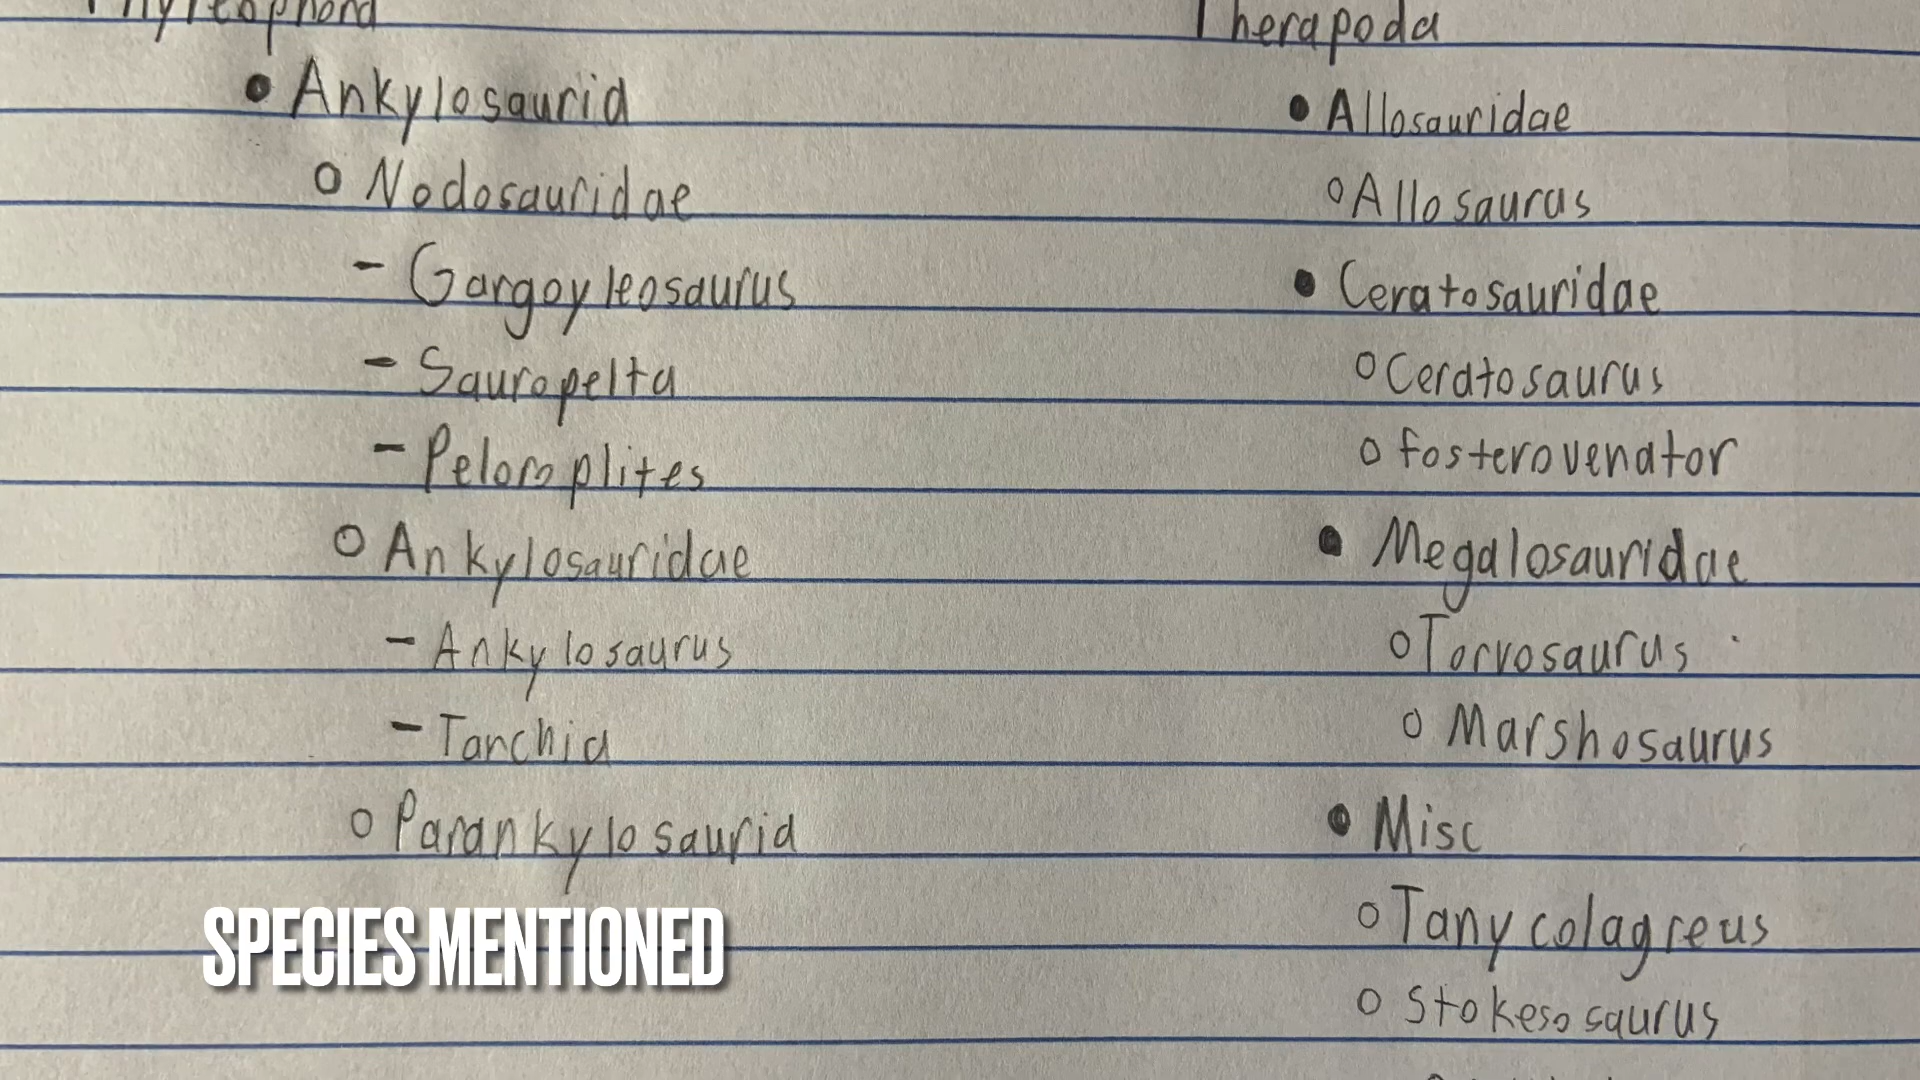 Thyreophora
• Ankylosaurid
o Nodosauridae
- Gargoyleosaurus
- Sauropelta
- Peloroplites
o Ankylosauridae
- Ankylosaurus
- Tarchia
o Parankylosaurid
SPECIES MENTIONED
Therapoda
• Allosauridae
o Allosaurus
• Ceratosauridae
o Ceratosaurus
o fosterovenator
• Megalosauridae
o Torvosaurus
o Marshosaurus
• Misc
o Tanycolagreus
o Stokesosaurus